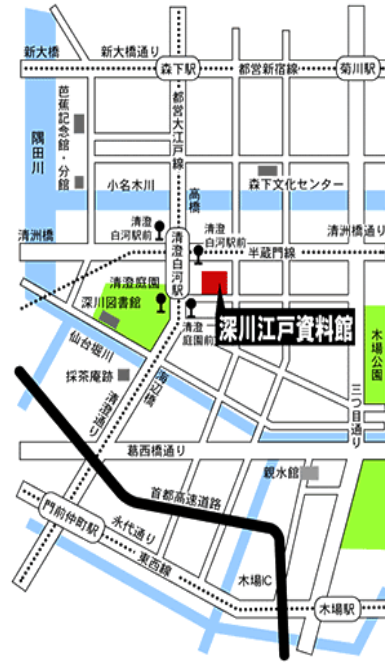 新大橋
新大橋通り
森下駅
都営新宿線
菊川駅
芭蕉記念館・分館
都営大江戸線
隅田川
小名木川
高橋
森下文化センター
清洲橋
清澄
白河駅前
清澄
白河駅前
清洲橋通り
半蔵門線
清澄白河駅
清澄庭園
深川図書館
清澄
庭園前
深川江戸資料館
木場公園
仙台堀川
採茶庵跡
海辺橋
清澄通り
三つ目通り
葛西橋通り
親水館
首都高速道路
門前仲町駅
永代通り
東西線
木場IC
木場駅